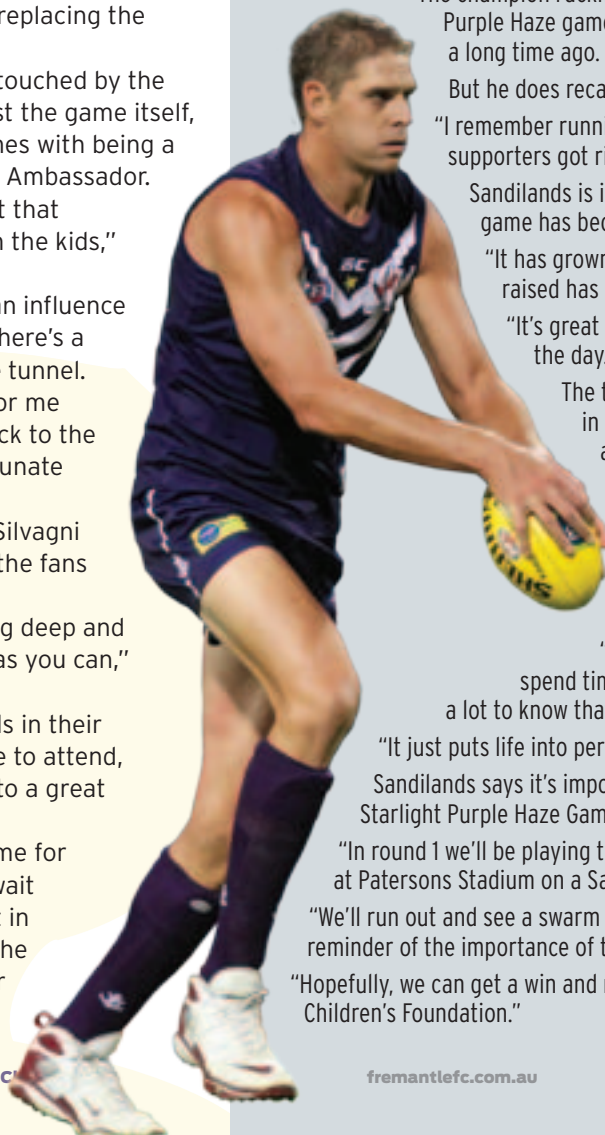 replacing the
touched by the
st the game itself,
nes with being a
Ambassador.
t that
n the kids,”
an influence
here’s a
tunnel.
or me
ck to the
unate
Silvagni
the fans
g deep and
as you can,”
ls in their
e to attend,
to a great
me for
wait
in
he
r
Purple Haze game
a long time ago.
But he does reca
“I remember runn
supporters got ri
Sandilands is i
game has bec
“It has grown
raised has
“It’s great
the day.
The t
in
a
spend tim
a lot to know tha
“It just puts life into per
Sandilands says it’s impo
Starlight Purple Haze Gam
“In round 1 we’ll be playing t
at Patersons Stadium on a Sa
“We’ll run out and see a swarm
reminder of the importance of t
“Hopefully, we can get a win and
Children’s Foundation.”
fremantlefc.com.au